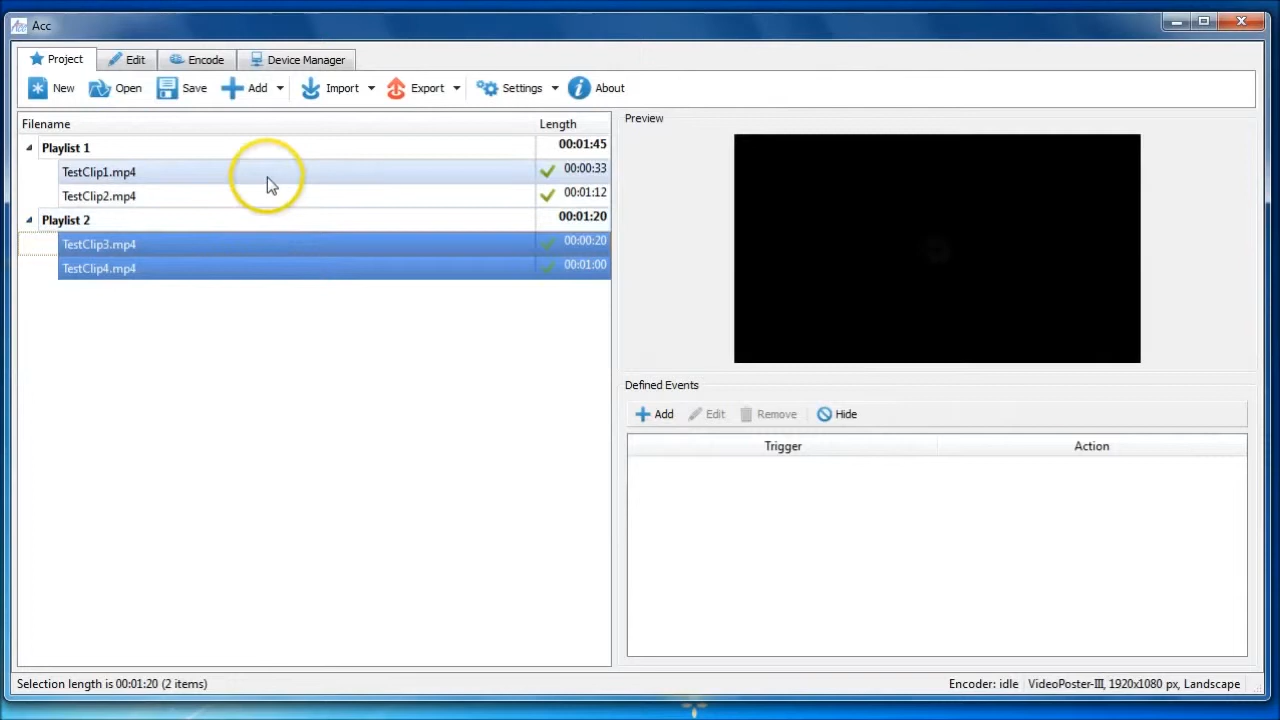 Acc
Project Edit Encode Device Manager
New Open Save Add Import Export Settings About
Filename Length
Playlist 1 00:01:45
TestClip1.mp4 00:00:33
TestClip2.mp4 00:01:12
Playlist 2 00:01:20
TestClip3.mp4 00:00:20
TestClip4.mp4 00:01:00
Preview
Defined Events
Add Edit Remove Hide
Trigger Action
Selection length is 00:01:20 (2 items) Encoder: idle VideoPoster-III, 1920x1080 px, Landscape